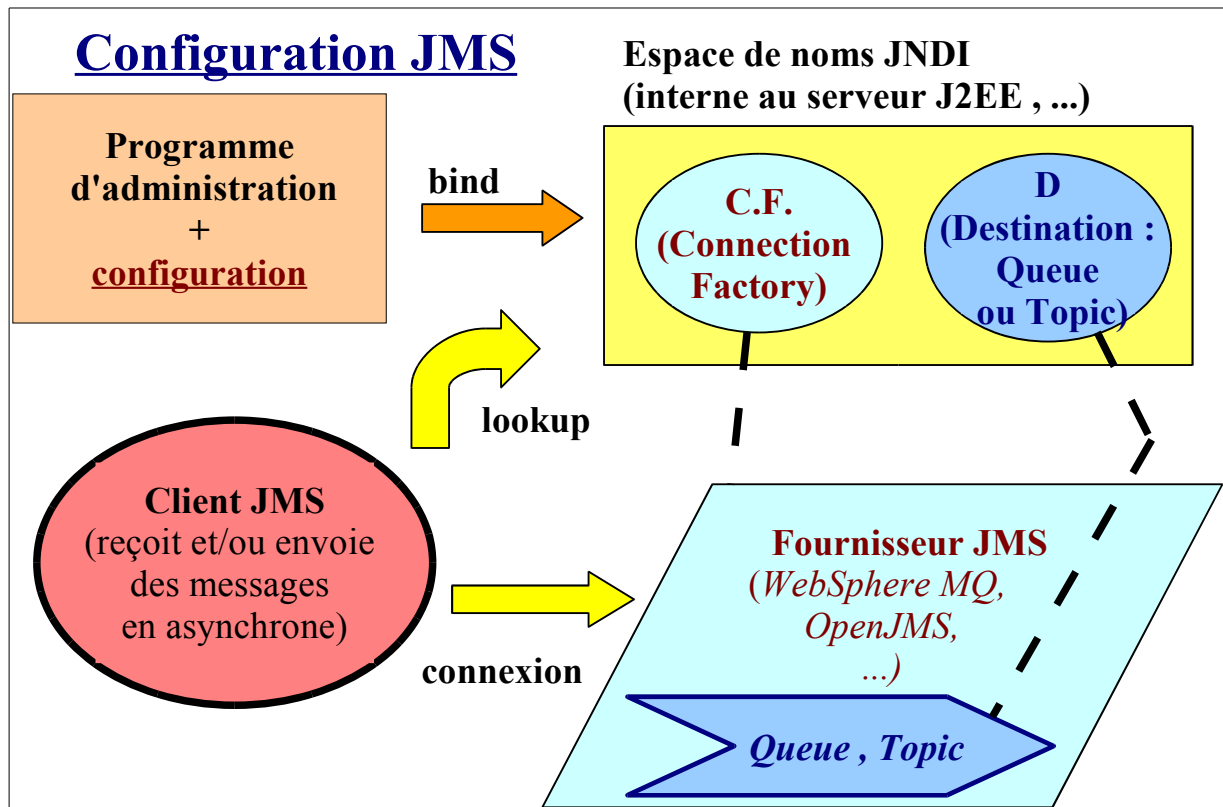 Configuration JMS
Espace de noms JNDI
(interne au serveur J2EE , ...)
Programme
d'administration
+
configuration
bind
C.F.
(Connection
Factory)
D
(Destination :
Queue
ou Topic)
lookup
Client JMS
(reçoit et/ou envoie
des messages
en asynchrone)
connexion
Fournisseur JMS
(WebSphere MQ,
OpenJMS,
...)
Queue , Topic